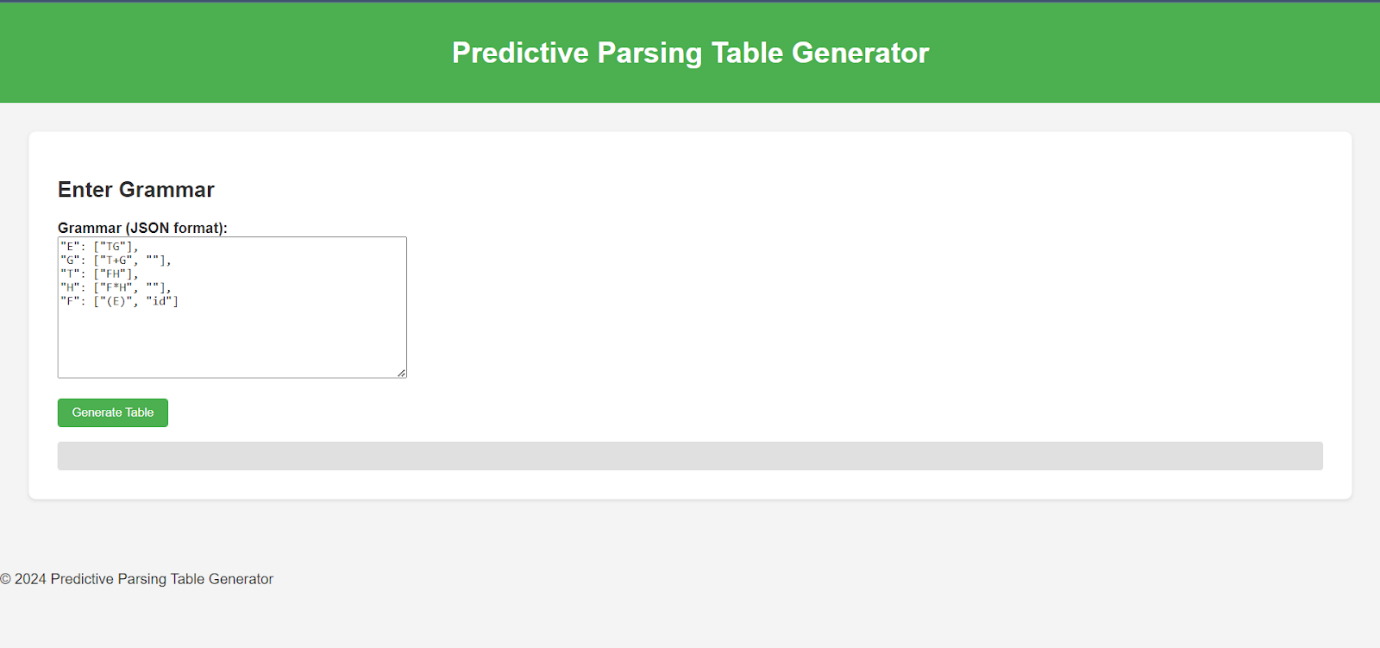 Predictive Parsing Table Generator
Enter Grammar
Grammar (JSON format):
"E": ["TG"],
"G": ["T+G", ""],
"T": ["FH"],
"H": ["F*H", ""],
"F": ["(E)", "id"]
Generate Table
© 2024 Predictive Parsing Table Generator